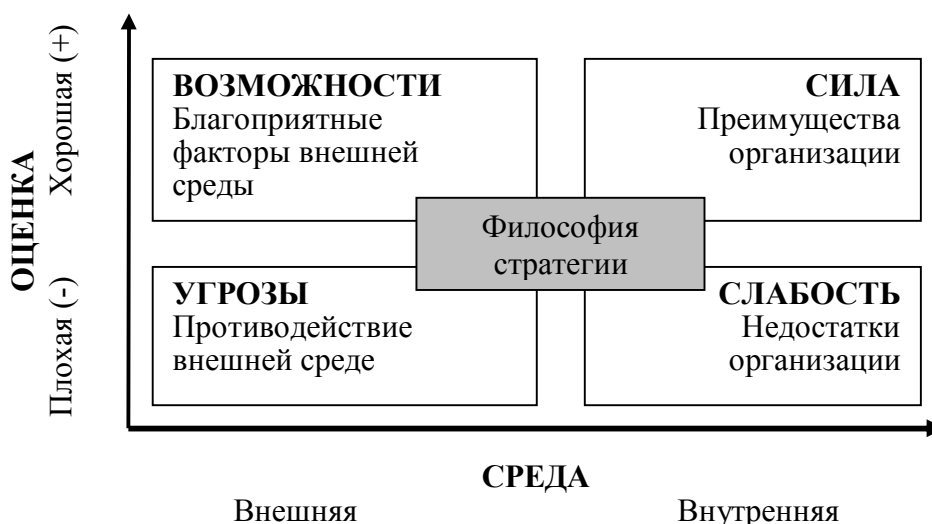 ОЦЕНКА
Хорошая (+)
Плохая (-)
ВОЗМОЖНОСТИ
Благоприятные
факторы внешней
среды
СИЛА
Преимущества
организации
Философия
стратегии
УГРОЗЫ
Противодействие
внешней среде
СЛАБОСТЬ
Недостатки
организации
СРЕДА
Внешняя
Внутренняя